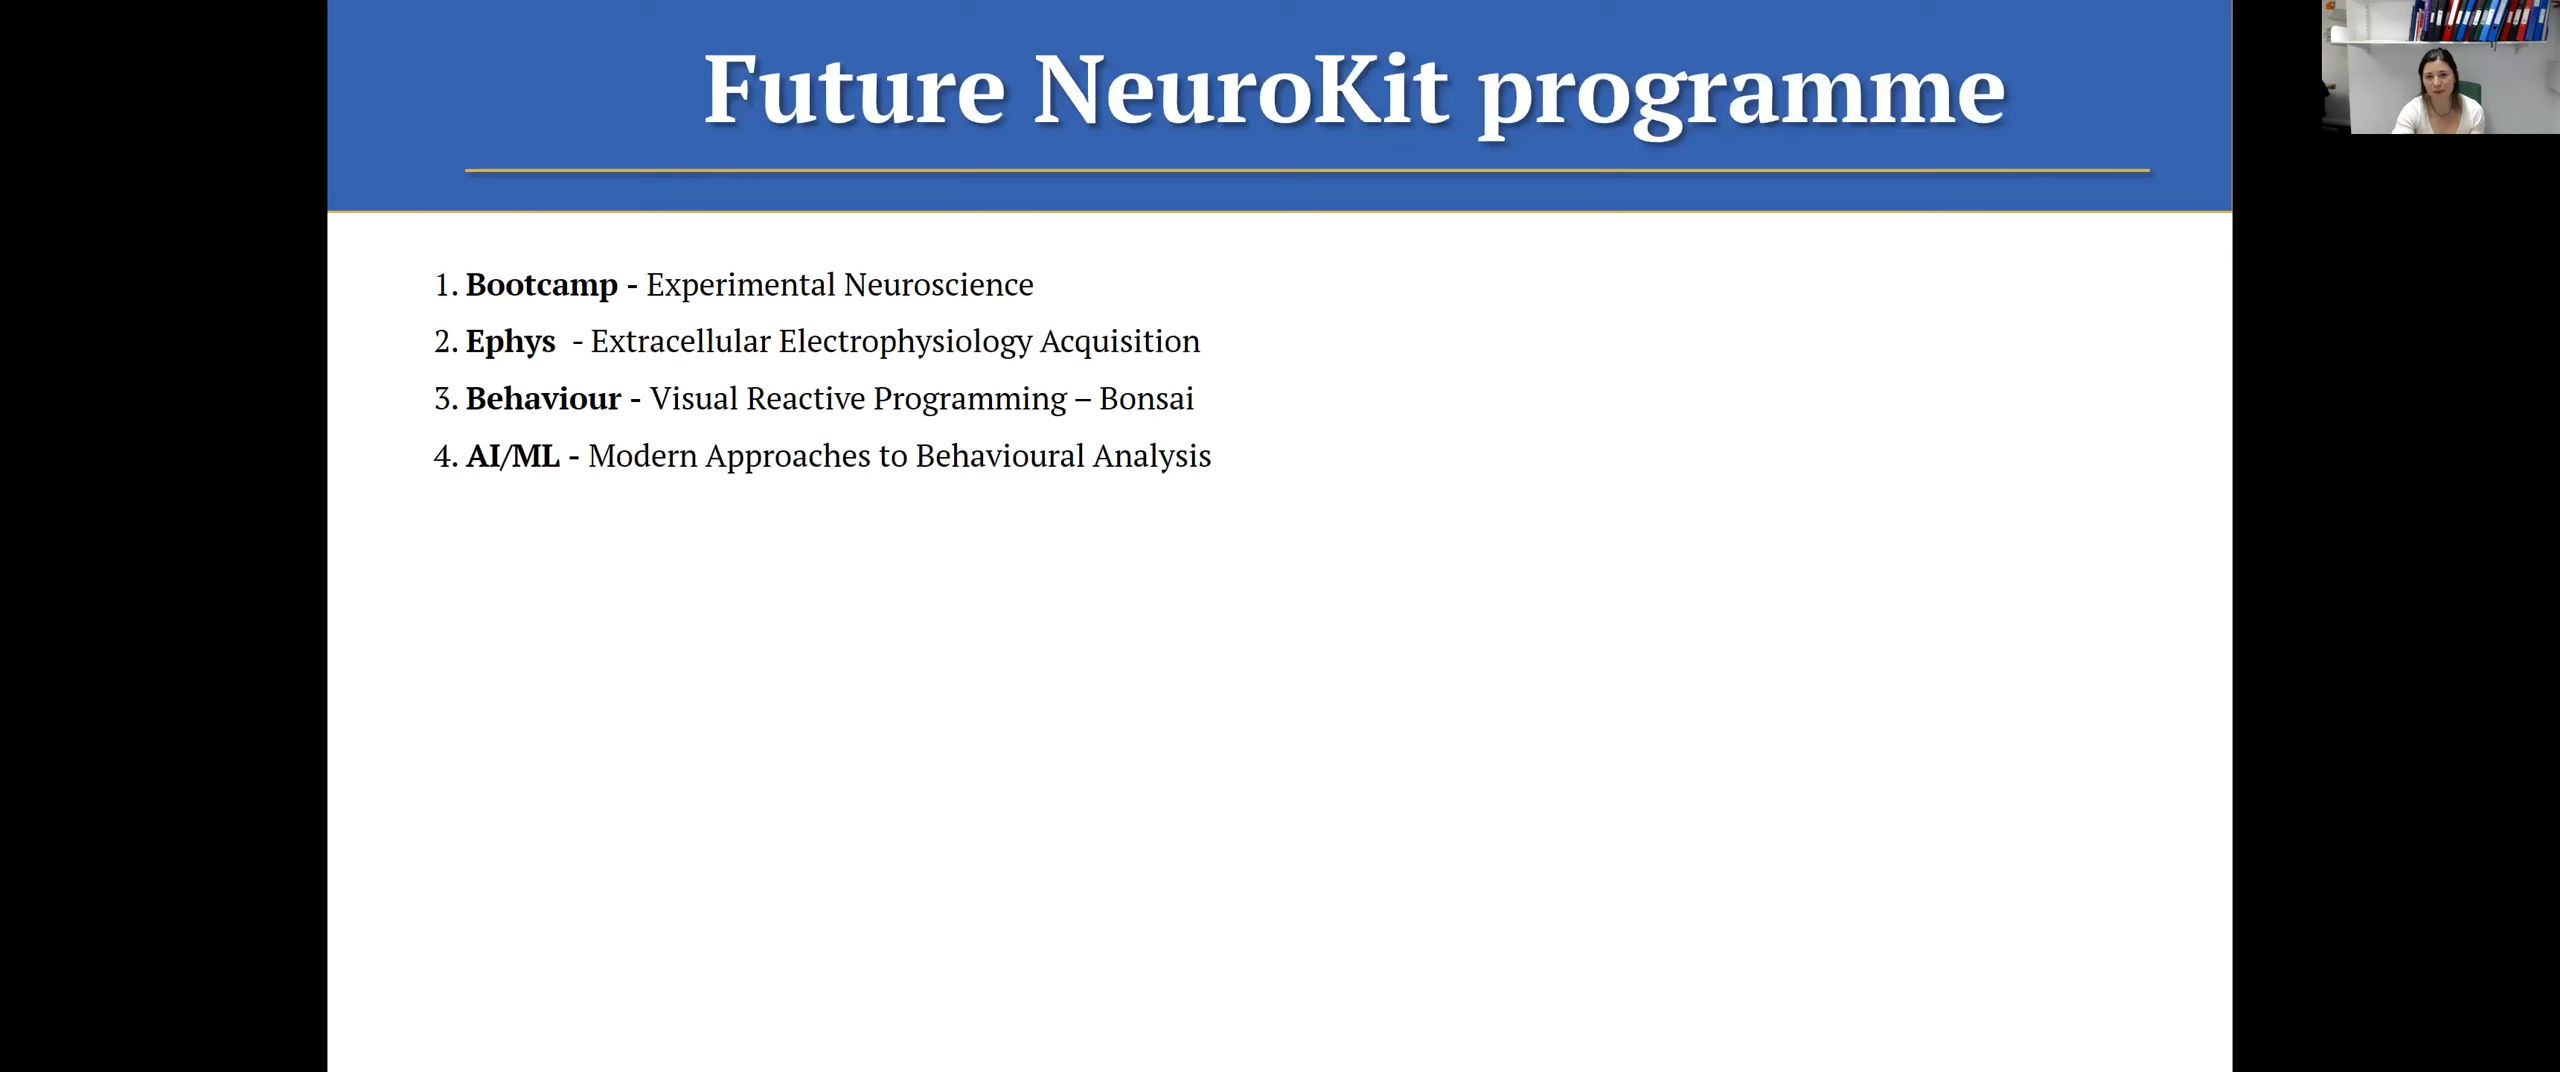 Future NeuroKit programme
1. Bootcamp - Experimental Neuroscience
2. Ephys  - Extracellular Electrophysiology Acquisition
3. Behaviour - Visual Reactive Programming – Bonsai
4. AI/ML - Modern Approaches to Behavioural Analysis